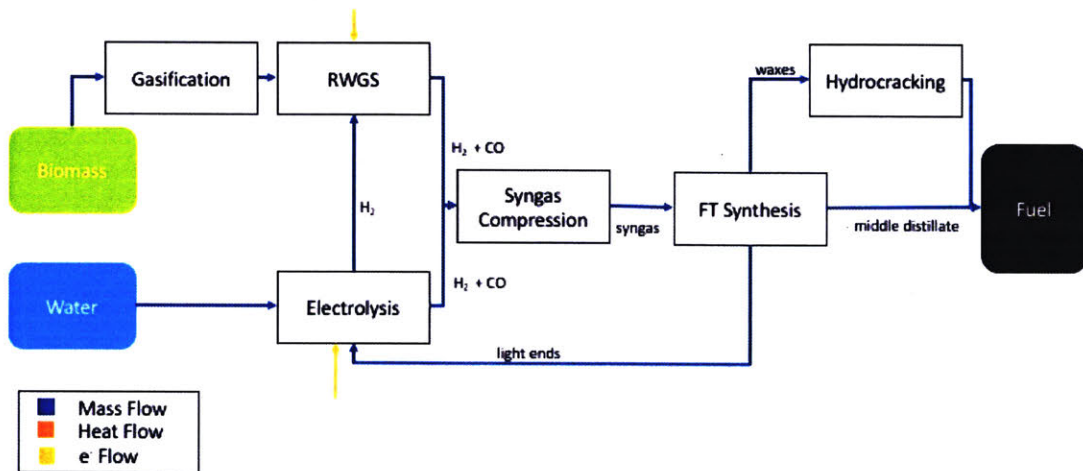 Gasification
RWGS
waxes
Hydrocracking
Biomass
H₂ + CO
H₂
Syngas
Compression
syngas
FT Synthesis
middle distillate
Fuel
Water
Electrolysis
H₂ + CO
light ends
Mass Flow
Heat Flow
e⁻ Flow